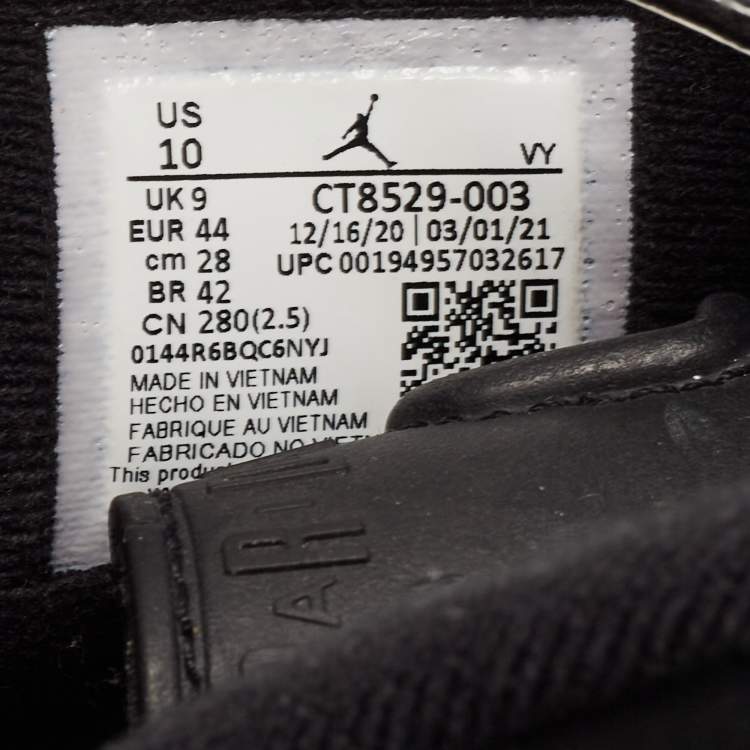 US
10
VY
UK 9
CT8529-003
EUR 44
12/16/20 | 03/01/21
cm 28
UPC 00194957032617
BR 42
CN 280(2.5)
0144R6BQC6NYJ
MADE IN VIETNAM
HECHO EN VIETNAM
FABRIQUE AU VIETNAM
FABRICADO NO
This